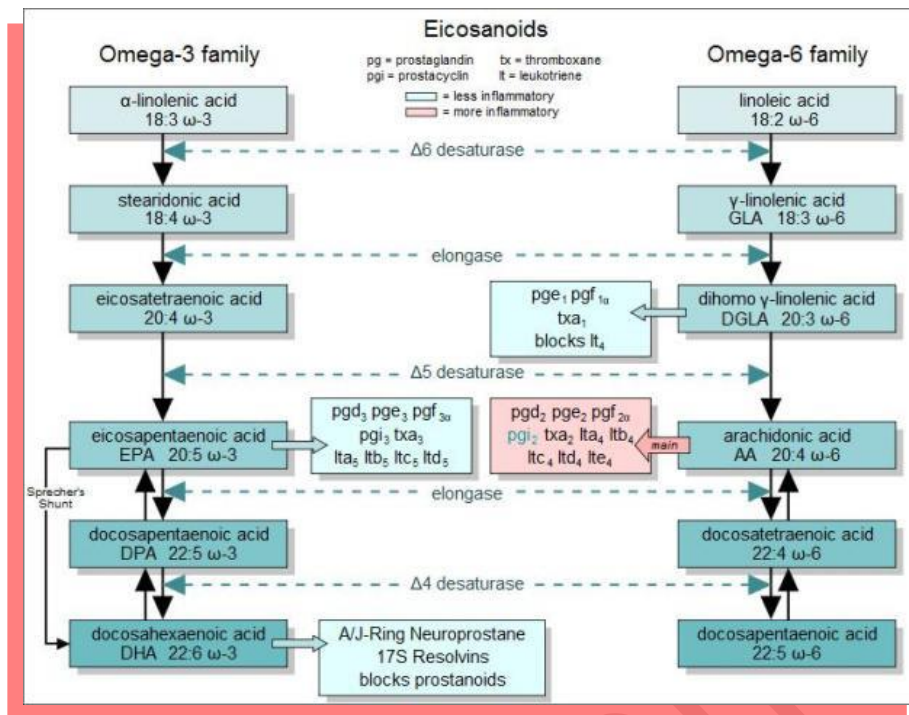 Eicosanoids
Omega-3 family
Omega-6 family
pg = prostaglandin tx = thromboxane
pgi = prostacyclin lt = leukotriene
= less inflammatory
= more inflammatory
α-linolenic acid
18:3 ω-3
linoleic acid
18:2 ω-6
Δ6 desaturase
stearidonic acid
18:4 ω-3
γ-linolenic acid
GLA 18:3 ω-6
elongase
eicosatetraenoic acid
20:4 ω-3
pge₁ pgf₁α
txa₁
blocks lt₄
dihomo γ-linolenic acid
DGLA 20:3 ω-6
Δ5 desaturase
eicosapentaenoic acid
EPA 20:5 ω-3
pgd₃ pge₃ pgf₃α
pgi₃ txa₃
lta₅ ltb₅ ltc₅ ltd₅
pgd₂ pge₂ pgf₂α
pgi₂ txa₂ lta₄ ltb₄
ltc₄ ltd₄ lte₄
main
arachidonic acid
AA 20:4 ω-6
Sprecher's
Shunt
elongase
docosapentaenoic acid
DPA 22:5 ω-3
docosatetraenoic acid
22:4 ω-6
Δ4 desaturase
docosahexaenoic acid
DHA 22:6 ω-3
A/J-Ring Neuroprostane
17S Resolvins
blocks prostanoids
docosapentaenoic acid
22:5 ω-6